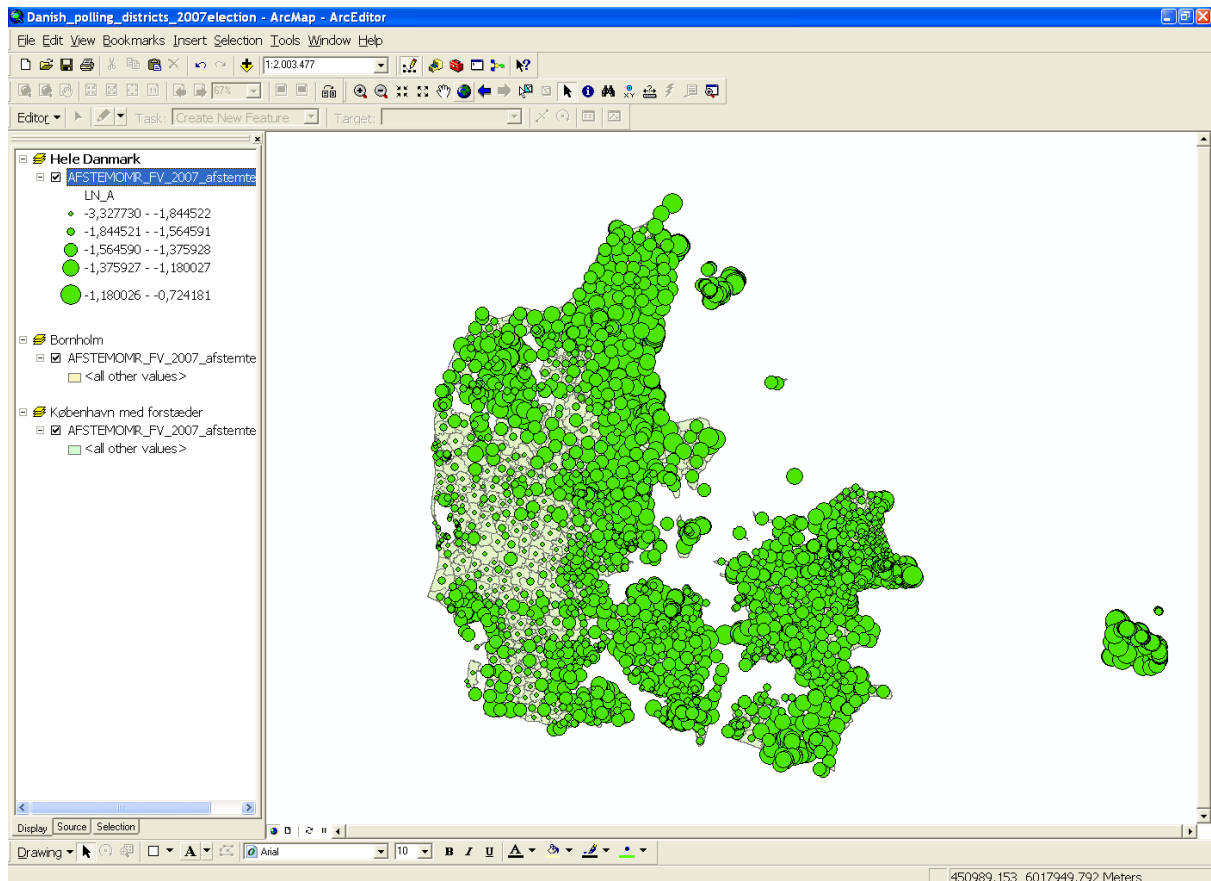 Danish_polling_districts_2007election - ArcMap - ArcEditor
File Edit View Bookmarks Insert Selection Tools Window Help
1:2.003.477
67%
Editor Task: Create New Feature Target:
Hele Danmark
AFSTEMOMR_FV_2007_afstemte
LN_A
-3,327730 - -1,844522
-1,844521 - -1,564591
-1,564590 - -1,375928
-1,375927 - -1,180027
-1,180026 - -0,724181
Bornholm
AFSTEMOMR_FV_2007_afstemte
<all other values>
København med forstæder
AFSTEMOMR_FV_2007_afstemte
<all other values>
Display Source Selection
Drawing A Arial 10 B I U A
450989,153 6017949,792 Meters